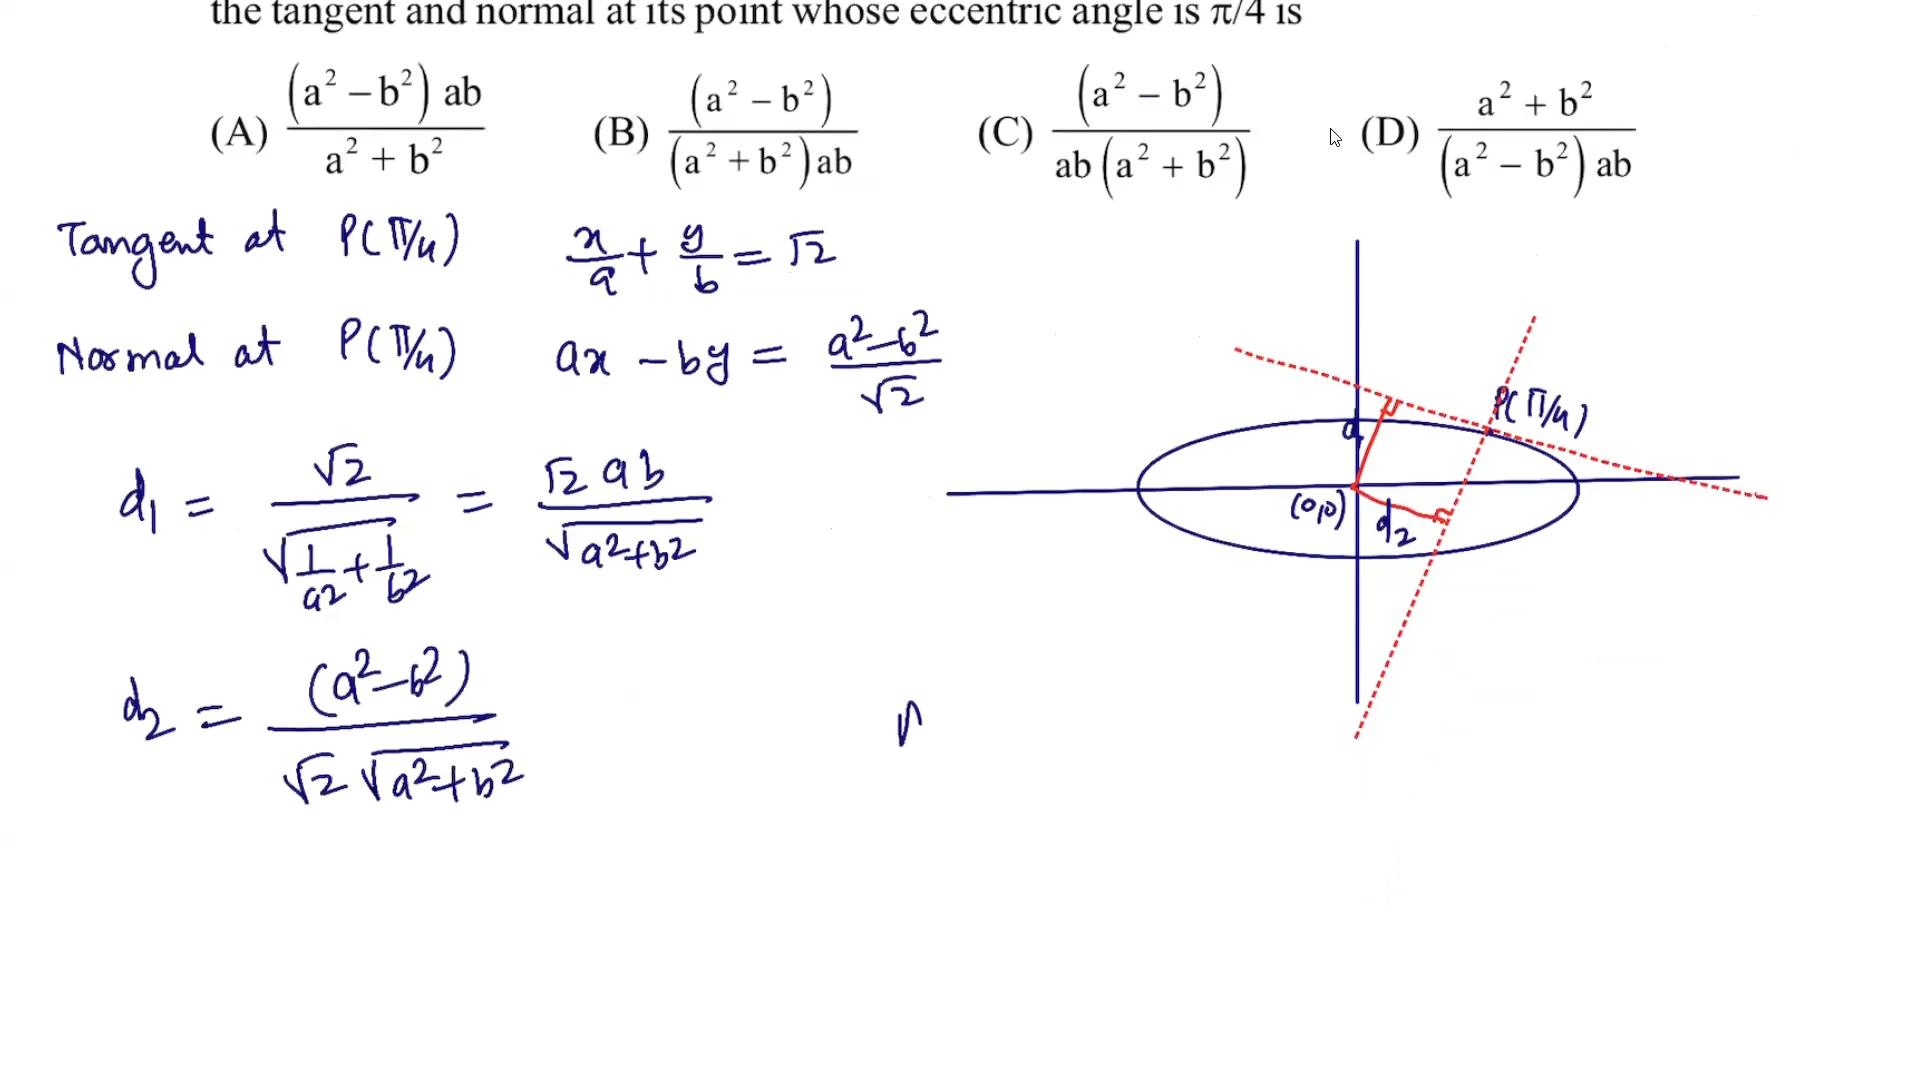 the tangent and normal at its point whose eccentric angle is π/4 is
(A) (a² – b²) ab / a² + b² (B) (a² – b²) / (a² + b²) ab (C) (a² – b²) / ab (a² + b²) (D) a² + b² / (a² – b²) ab
Tangent at P(π/4) x/a + y/b = √2
Normal at P(π/4) ax – by = a²–b² / √2
P(π/4)
d₁ = √2 / √(1/a² + 1/b²) = √2 ab / √(a²+b²)
d
(0,0) d₂
d₂ = (a²–b²) / √2 √(a²+b²)